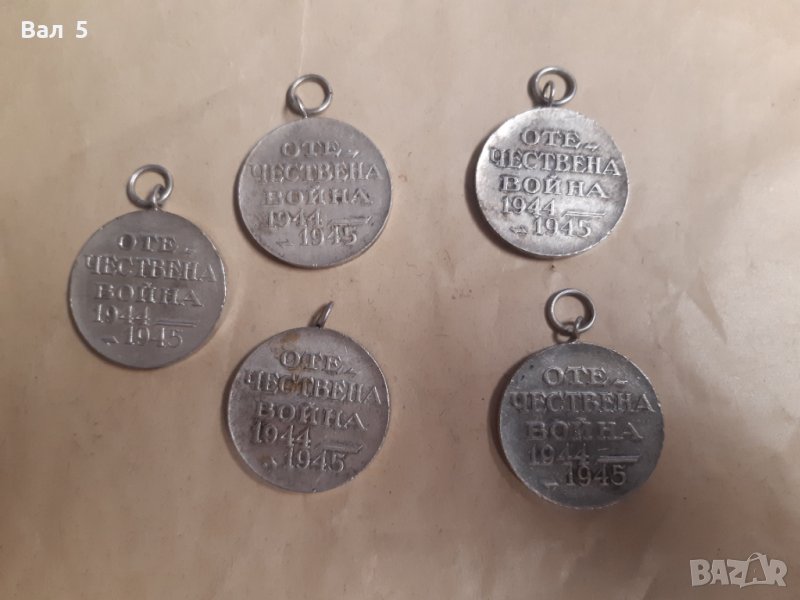 Вал 5
ОТЕ-
ЧЕСТВЕНА
ВОЙНА
1944-
-1945
ОТЕ-
ЧЕСТВЕНА
ВОЙНА
1944-
-1945
ОТЕ-
ЧЕСТВЕНА
ВОЙНА
1944-
-1945
ОТЕ-
ЧЕСТВЕНА
ВОЙНА
1944-
-1945
ОТЕ-
ЧЕСТВЕНА
ВОЙНА
1944-
-1945
BAZAR